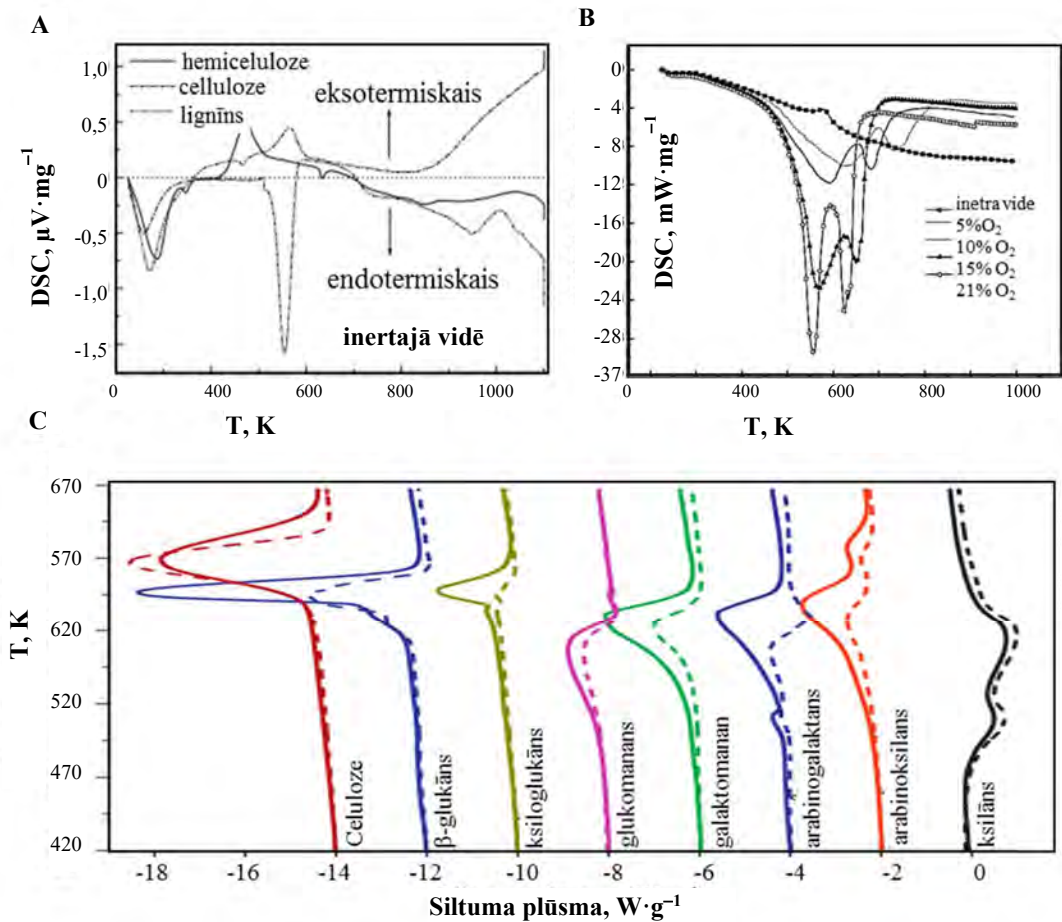 A
DSC, µV·mg⁻¹
1,0
0,5
0
-0,5
-1,0
-1,5
hemiceluloze
celluloze
lignīns
eksotermiskais
endotermiskais
inertajā vidē
0 200 400 600 800 1000
T, K
B
DSC, mW·mg⁻¹
0
- 4
-8
-12
-16
-20
-24
-28
-32
-37
inetra vide
5%O₂
10% O₂
15% O₂
21% O₂
0 400 600 800 1000
T, K
C
T, K
670
570
620
520
470
420
Celuloze
β-glukāns
ksiloglukāns
glukomanans
galaktomanan
arabinogalaktans
arabinoksilans
ksilāns
-18 -16 -14 -12 -10 -8 -6 -4 -2 0
Siltuma plūsma, W·g⁻¹